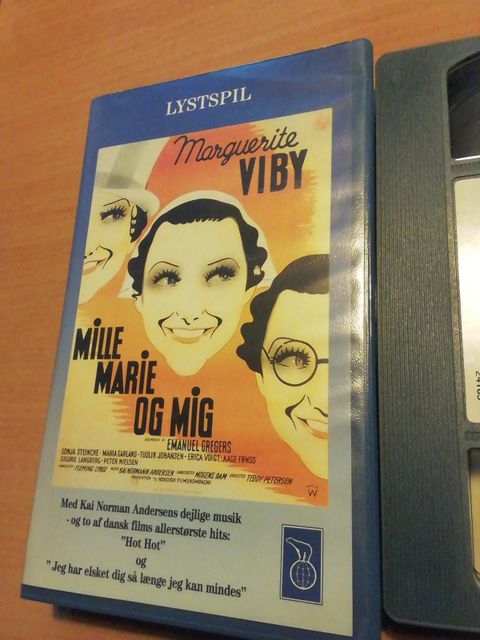 LYSTSPIL
Marguerite
VIBY
MILLE
MARIE
OG MIG
EMANUEL GREGERS
SONJA STEINCKE · MARIA GARLAND · TUDLIK JOHANSEN · ERICA VOIGT · AAGE FØNSS
SIGURD LANGBERG · PETER NIELSEN
FLEMING LYNGE KAI NORMANN ANDERSEN MOGENS DAM TEDDY PETERSEN
NORDISK FILMSKOMPAGNI
W
Med Kai Norman Andersens dejlige musik
- og to af dansk films allerstørste hits:
"Hot Hot"
og
"Jeg har elsket dig så længe jeg kan mindes"